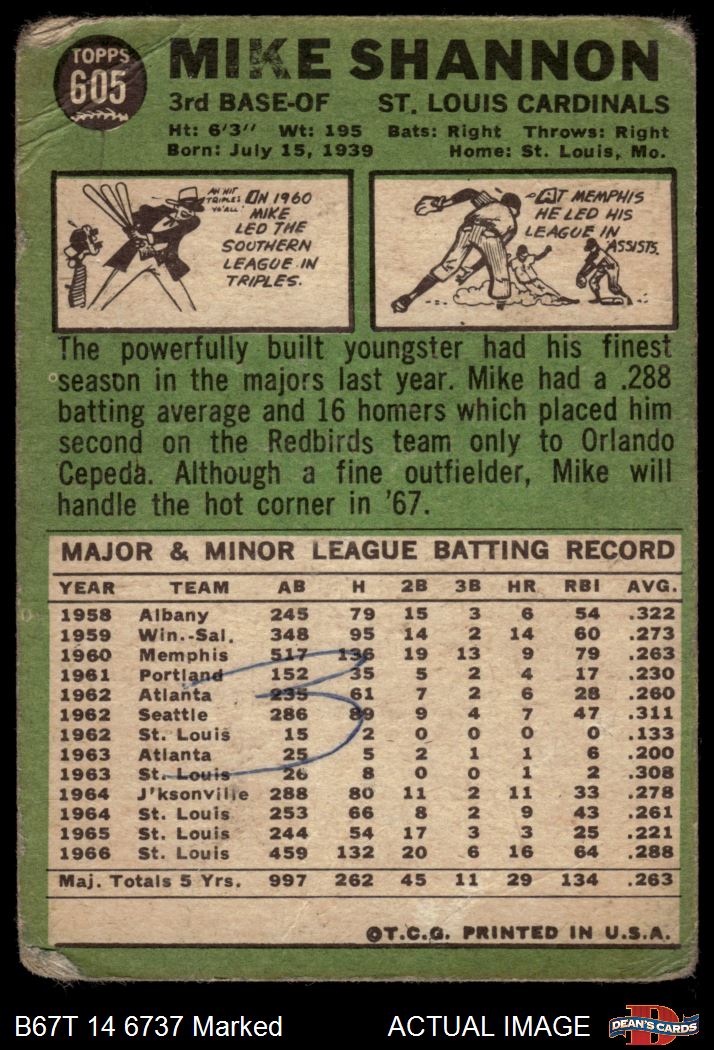 TOPPS
605
MIKE SHANNON
3rd BASE-OF ST. LOUIS CARDINALS
Ht: 6'3" Wt: 195 Bats: Right Throws: Right
Born: July 15, 1939 Home: St. Louis, Mo.
AN HIT
TRIPLES
YO'ALL!
IN 1960
MIKE
LED THE
SOUTHERN
LEAGUE IN
TRIPLES.
AT MEMPHIS
HE LED HIS
LEAGUE IN
ASSISTS.
The powerfully built youngster had his finest
season in the majors last year. Mike had a .288
batting average and 16 homers which placed him
second on the Redbirds team only to Orlando
Cepeda. Although a fine outfielder, Mike will
handle the hot corner in '67.
MAJOR & MINOR LEAGUE BATTING RECORD
YEAR TEAM AB H 2B 3B HR RBI AVG.
1958 Albany 245 79 15 3 6 54 .322
1959 Win.-Sal. 348 95 14 2 14 60 .273
1960 Memphis 517 136 19 13 9 79 .263
1961 Portland 152 35 5 2 4 17 .230
1962 Atlanta 235 61 7 2 6 28 .260
1962 Seattle 286 89 9 4 7 47 .311
1962 St. Louis 15 2 0 0 0 0 .133
1963 Atlanta 25 5 2 1 1 6 .200
1963 St. Louis 26 8 0 0 1 2 .308
1964 J'ksonville 288 80 11 2 11 33 .278
1964 St. Louis 253 66 8 2 9 43 .261
1965 St. Louis 244 54 17 3 3 25 .221
1966 St. Louis 459 132 20 6 16 64 .288
Maj. Totals 5 Yrs. 997 262 45 11 29 134 .263
3
©T.C.G. PRINTED IN U.S.A.
B67T 14 6737 Marked ACTUAL IMAGE
DEAN'S CARDS